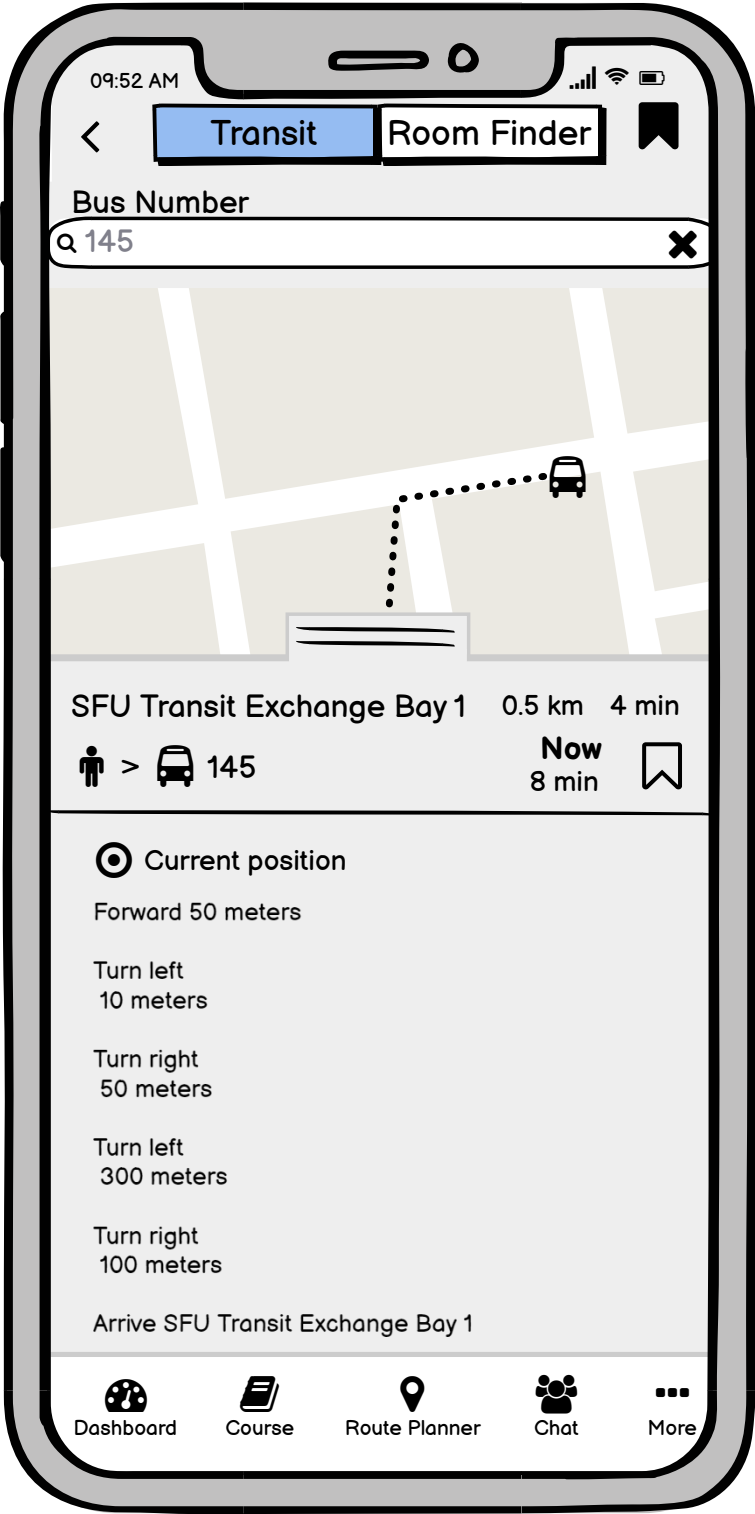 09:52 AM
Transit Room Finder
Bus Number
145
SFU Transit Exchange Bay 1 0.5 km 4 min
> 145 Now
8 min
Current position
Forward 50 meters
Turn left
10 meters
Turn right
50 meters
Turn left
300 meters
Turn right
100 meters
Arrive SFU Transit Exchange Bay 1
Dashboard Course Route Planner Chat More